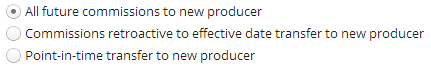 All future commissions to new producer
Commissions retroactive to effective date transfer to new producer
Point-in-time transfer to new producer